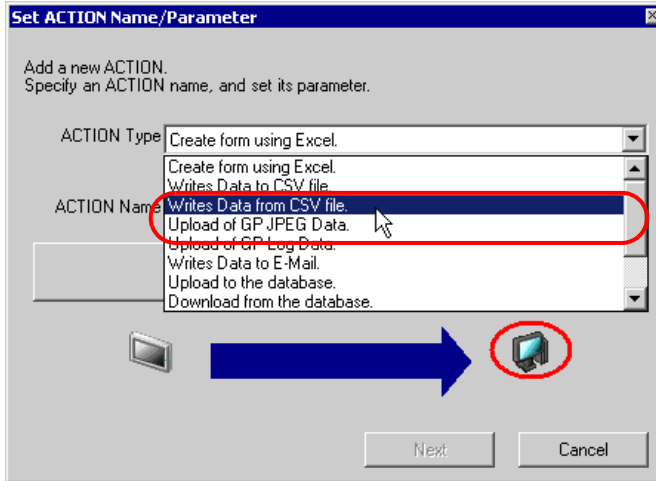 Set ACTION Name/Parameter
Add a new ACTION.
Specify an ACTION name, and set its parameter.
ACTION Type
Create form using Excel.
Create form using Excel.
Writes Data to CSV file.
ACTION Name
Writes Data from CSV file.
Upload of GP JPEG Data.
Upload of GP Log Data.
Writes Data to E-Mail.
Upload to the database.
Download from the database.
Next
Cancel